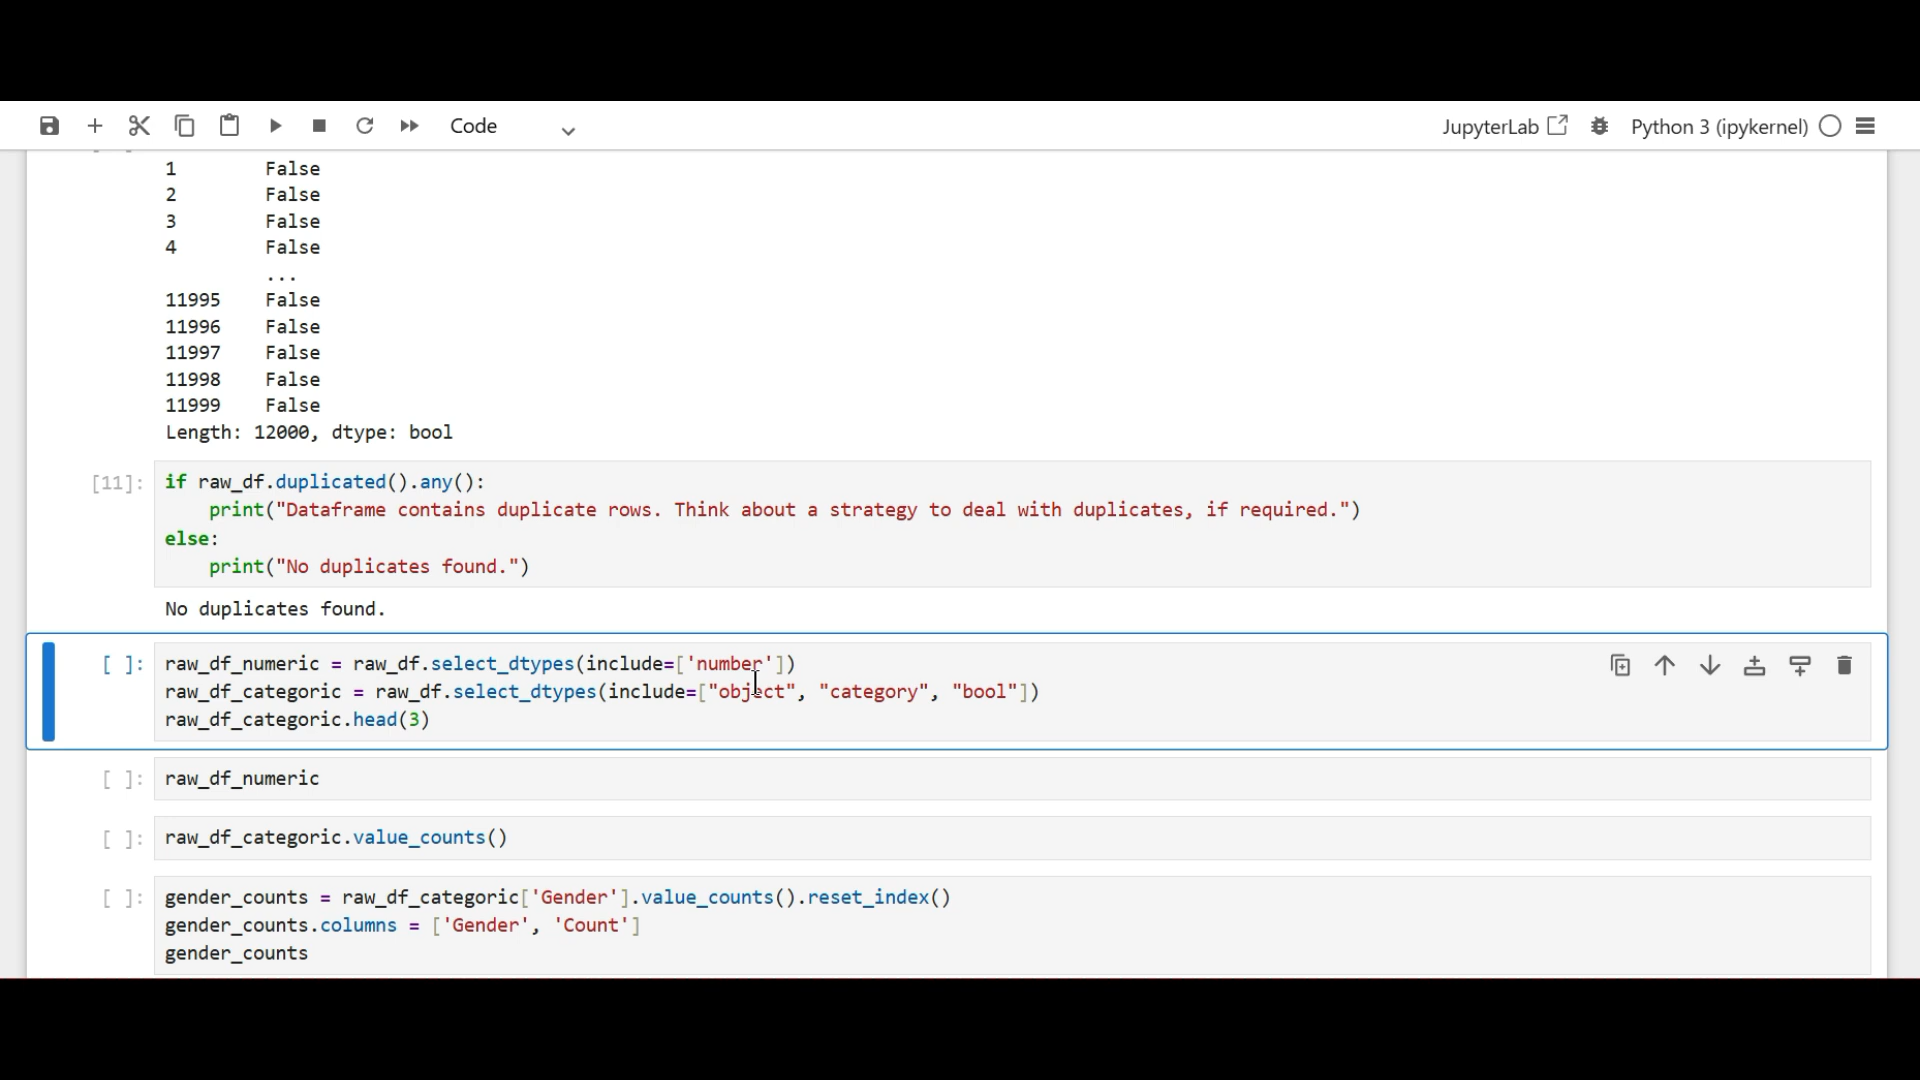 Code
JupyterLab
Python 3 (ipykernel)
1 False
2 False
3 False
4 False
...
11995 False
11996 False
11997 False
11998 False
11999 False
Length: 12000, dtype: bool
[11]: if raw_df.duplicated().any():
print("Dataframe contains duplicate rows. Think about a strategy to deal with duplicates, if required.")
else:
print("No duplicates found.")
No duplicates found.
[ ]: raw_df_numeric = raw_df.select_dtypes(include=['number'])
raw_df_categoric = raw_df.select_dtypes(include=["object", "category", "bool"])
raw_df_categoric.head(3)
[ ]: raw_df_numeric
[ ]: raw_df_categoric.value_counts()
[ ]: gender_counts = raw_df_categoric['Gender'].value_counts().reset_index()
gender_counts.columns = ['Gender', 'Count']
gender_counts